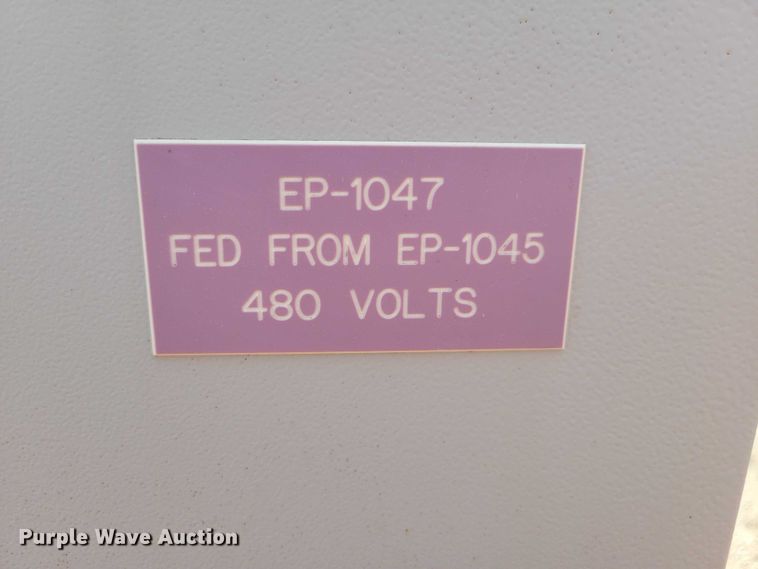 EP-1047
FED FROM EP-1045
480 VOLTS
Purple Wave Auction